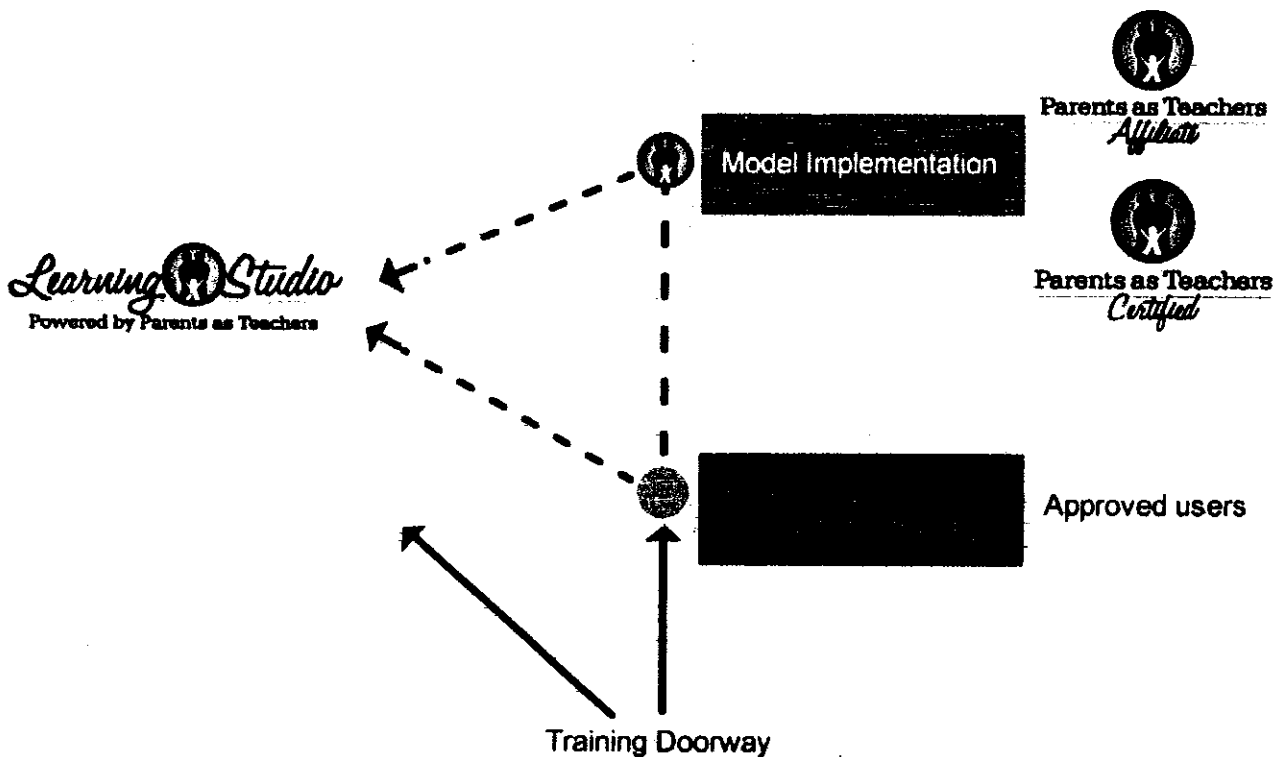 Parents as Teachers
Affiliate
Model Implementation
Parents as Teachers
Certified
Learning Studio
Powered by Parents as Teachers
Approved users
Training Doorway